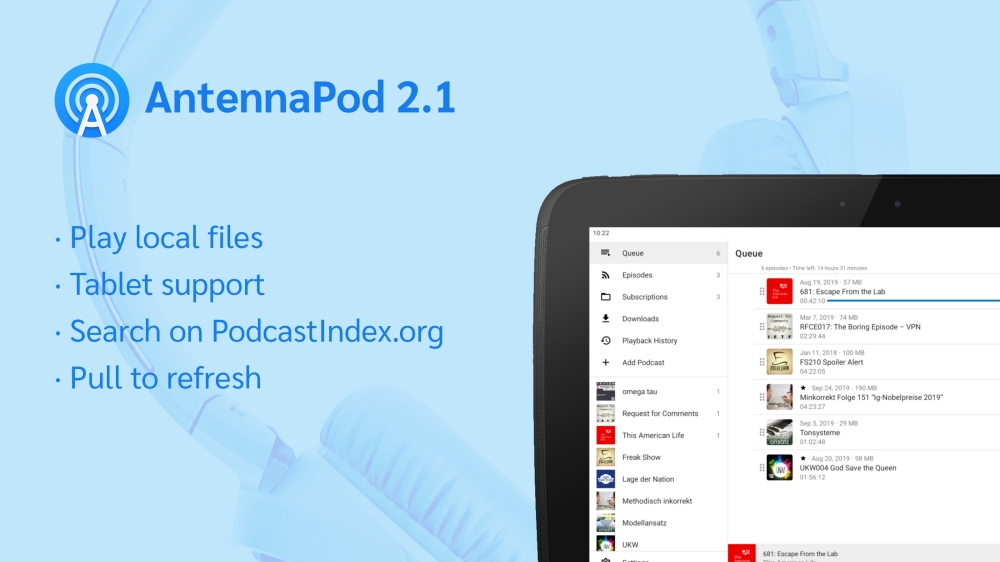 AntennaPod 2.1
· Play local files
· Tablet support
· Search on PodcastIndex.org
· Pull to refresh
10:22
Queue 6
Episodes 3
Subscriptions 3
Downloads
Playback History
Add Podcast
omega tau 1
Request for Comments 1
This American Life 1
Freak Show
Lage der Nation
Methodisch inkorrekt
Modellansatz
UKW
Queue
6 episodes • Time left: 14 hours 31 minutes
Aug 19, 2019 · 57 MB
681: Escape From the Lab
00:42:10
Mar 7, 2019 · 74 MB
RFCE017: The Boring Episode – VPN
02:29:44
Jan 11, 2018 · 100 MB
FS210 Spoiler Alert
04:22:05
★ · Sep 24, 2019 · 190 MB
Minkorrekt Folge 151 "Ig-Nobelpreise 2019"
04:23:27
Sep 5, 2019 · 29 MB
Tonsysteme
01:02:48
★ · Aug 20, 2019 · 98 MB
UKW004 God Save the Queen
01:56:12
681: Escape From the Lab